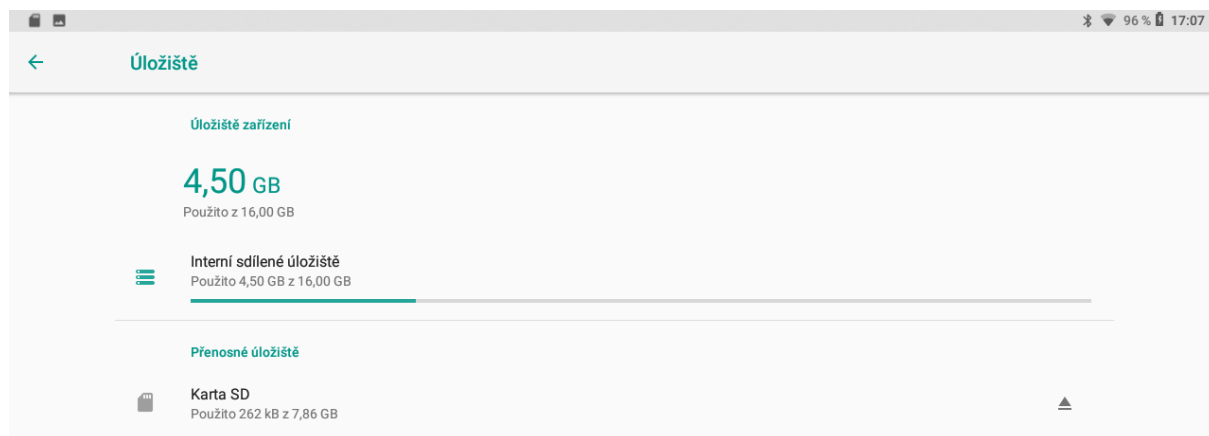 96 % 17:07
Úložiště
Úložiště zařízení
4,50 GB
Použito z 16,00 GB
Interní sdílené úložiště
Použito 4,50 GB z 16,00 GB
Přenosné úložiště
Karta SD
Použito 262 kB z 7,86 GB